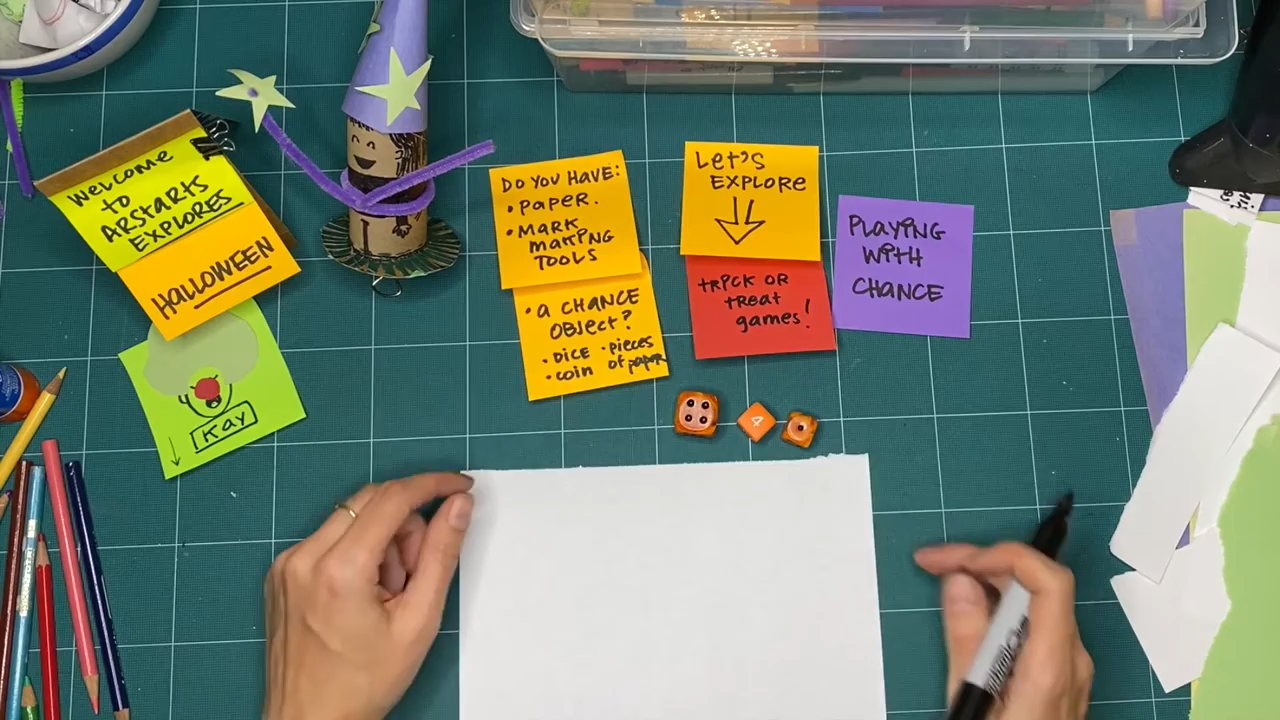 Welcome
to
ARSTARTS
EXPLORES
HALLOWEEN
KAY
DO YOU HAVE:
• PAPER.
• MARK
MAKING
TOOLS
• A CHANCE
OBJECT?
• DICE • pieces
• coin of paper
LET'S
EXPLORE
trick or
treat
games!
PLAYING
WITH
CHANCE
4